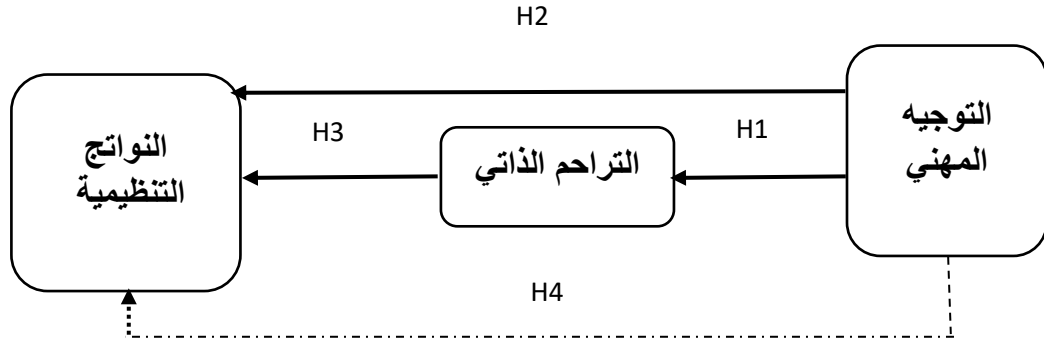 H2
التوجيه
المهني
H1
التراحم الذاتي
H3
النواتج
التنظيمية
H4